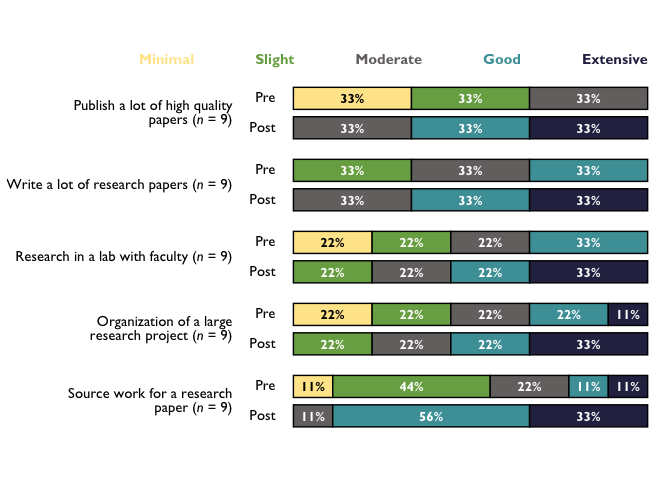 Minimal Slight Moderate Good Extensive
Publish a lot of high quality
papers (n = 9)
Pre 33% 33% 33%
Post 33% 33% 33%
Write a lot of research papers (n = 9)
Pre 33% 33% 33%
Post 33% 33% 33%
Research in a lab with faculty (n = 9)
Pre 22% 22% 22% 33%
Post 22% 22% 22% 33%
Organization of a large
research project (n = 9)
Pre 22% 22% 22% 22% 11%
Post 22% 22% 22% 33%
Source work for a research
paper (n = 9)
Pre 11% 44% 22% 11% 11%
Post 11% 56% 33%